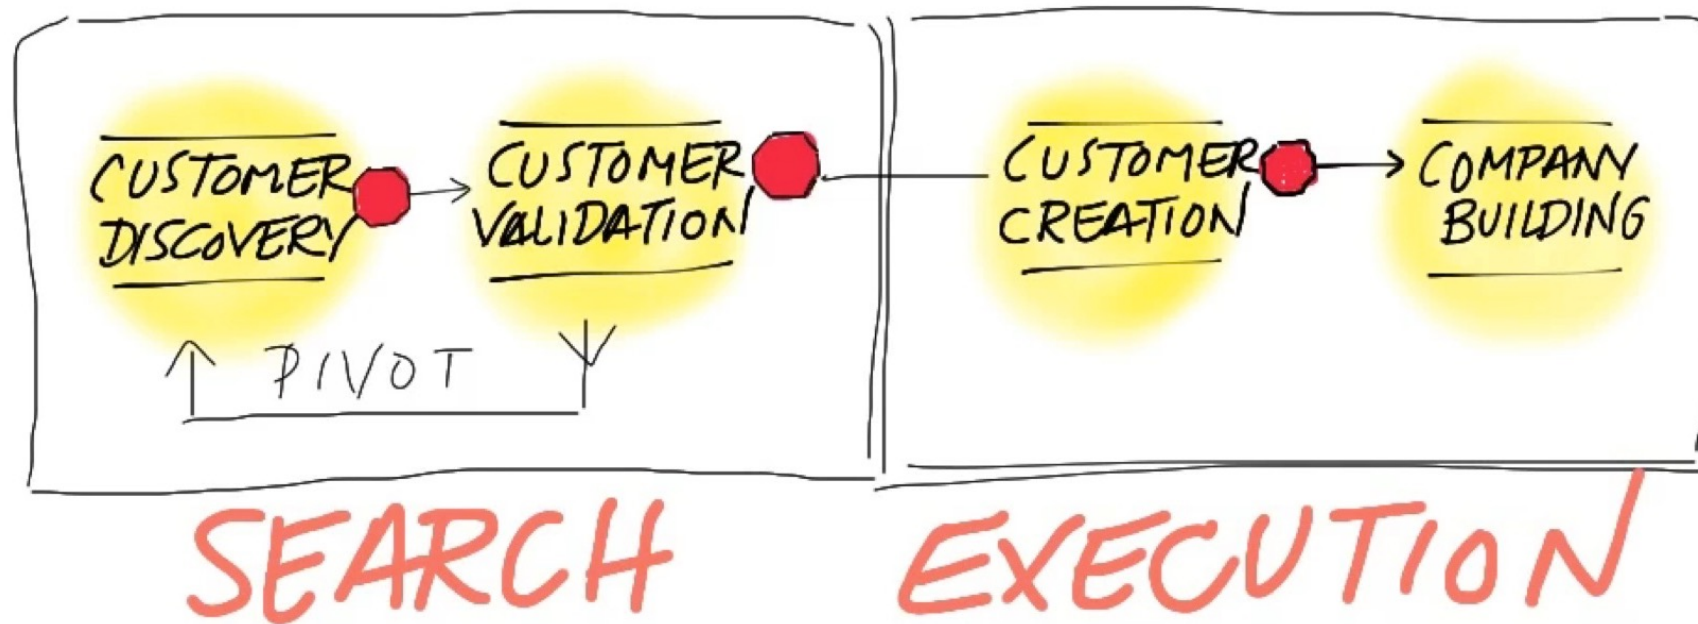 CUSTOMER
DISCOVERY
CUSTOMER
VALIDATION
PIVOT
CUSTOMER
CREATION
COMPANY
BUILDING
SEARCH
EXECUTION